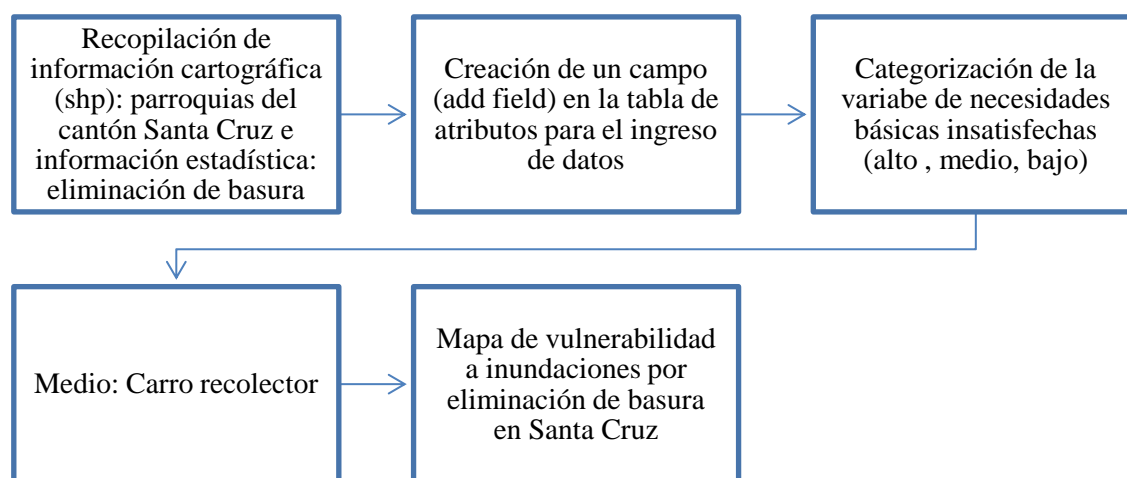 Recopilación de
información cartográfica
(shp): parroquias del
cantón Santa Cruz e
información estadística:
eliminación de basura
Creación de un campo
(add field) en la tabla de
atributos para el ingreso
de datos
Categorización de la
variabe de necesidades
básicas insatisfechas
(alto , medio, bajo)
Medio: Carro recolector
Mapa de vulnerabilidad
a inundaciones por
eliminación de basura
en Santa Cruz